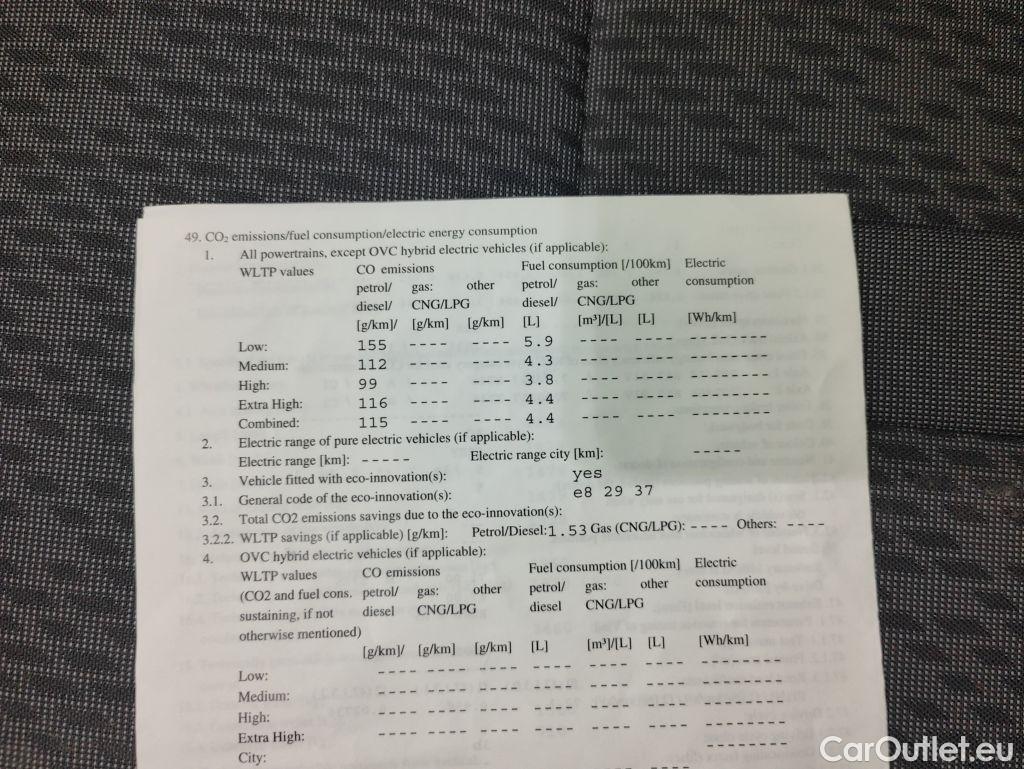 49. CO₂ emissions/fuel consumption/electric energy consumption
1. All powertrains, except OVC hybrid electric vehicles (if applicable):
WLTP values CO emissions Fuel consumption [/100km] Electric
petrol/ gas: other petrol/ gas: other consumption
diesel/ CNG/LPG diesel/ CNG/LPG
[g/km]/ [g/km] [g/km] [L] [m³]/[L] [L] [Wh/km]
Low: 155 ---- ---- 5.9 ---- ---- --------
Medium: 112 ---- ---- 4.3 ---- ---- --------
High: 99 ---- ---- 3.8 ---- ---- --------
Extra High: 116 ---- ---- 4.4 ---- ---- --------
Combined: 115 ---- ---- 4.4 ---- ---- --------
2. Electric range of pure electric vehicles (if applicable):
Electric range [km]: ----- Electric range city [km]: -----
3. Vehicle fitted with eco-innovation(s): yes
3.1. General code of the eco-innovation(s): e8 29 37
3.2. Total CO2 emissions savings due to the eco-innovation(s):
3.2.2. WLTP savings (if applicable) [g/km]: Petrol/Diesel:1.53 Gas (CNG/LPG): ---- Others: ----
4. OVC hybrid electric vehicles (if applicable):
WLTP values CO emissions Fuel consumption [/100km] Electric
(CO2 and fuel cons. petrol/ gas: other petrol/ gas: other consumption
sustaining, if not diesel CNG/LPG diesel CNG/LPG
otherwise mentioned)
[g/km]/ [g/km] [g/km] [L] [m³]/[L] [L] [Wh/km]
Low: ---- ---- ---- ---- ---- ---- --------
Medium: ---- ---- ---- ---- ---- ---- --------
High: ---- ---- ---- ---- ---- ---- --------
Extra High: ---- ---- ---- ---- ---- ---- --------
City: --------
CarOutlet.eu